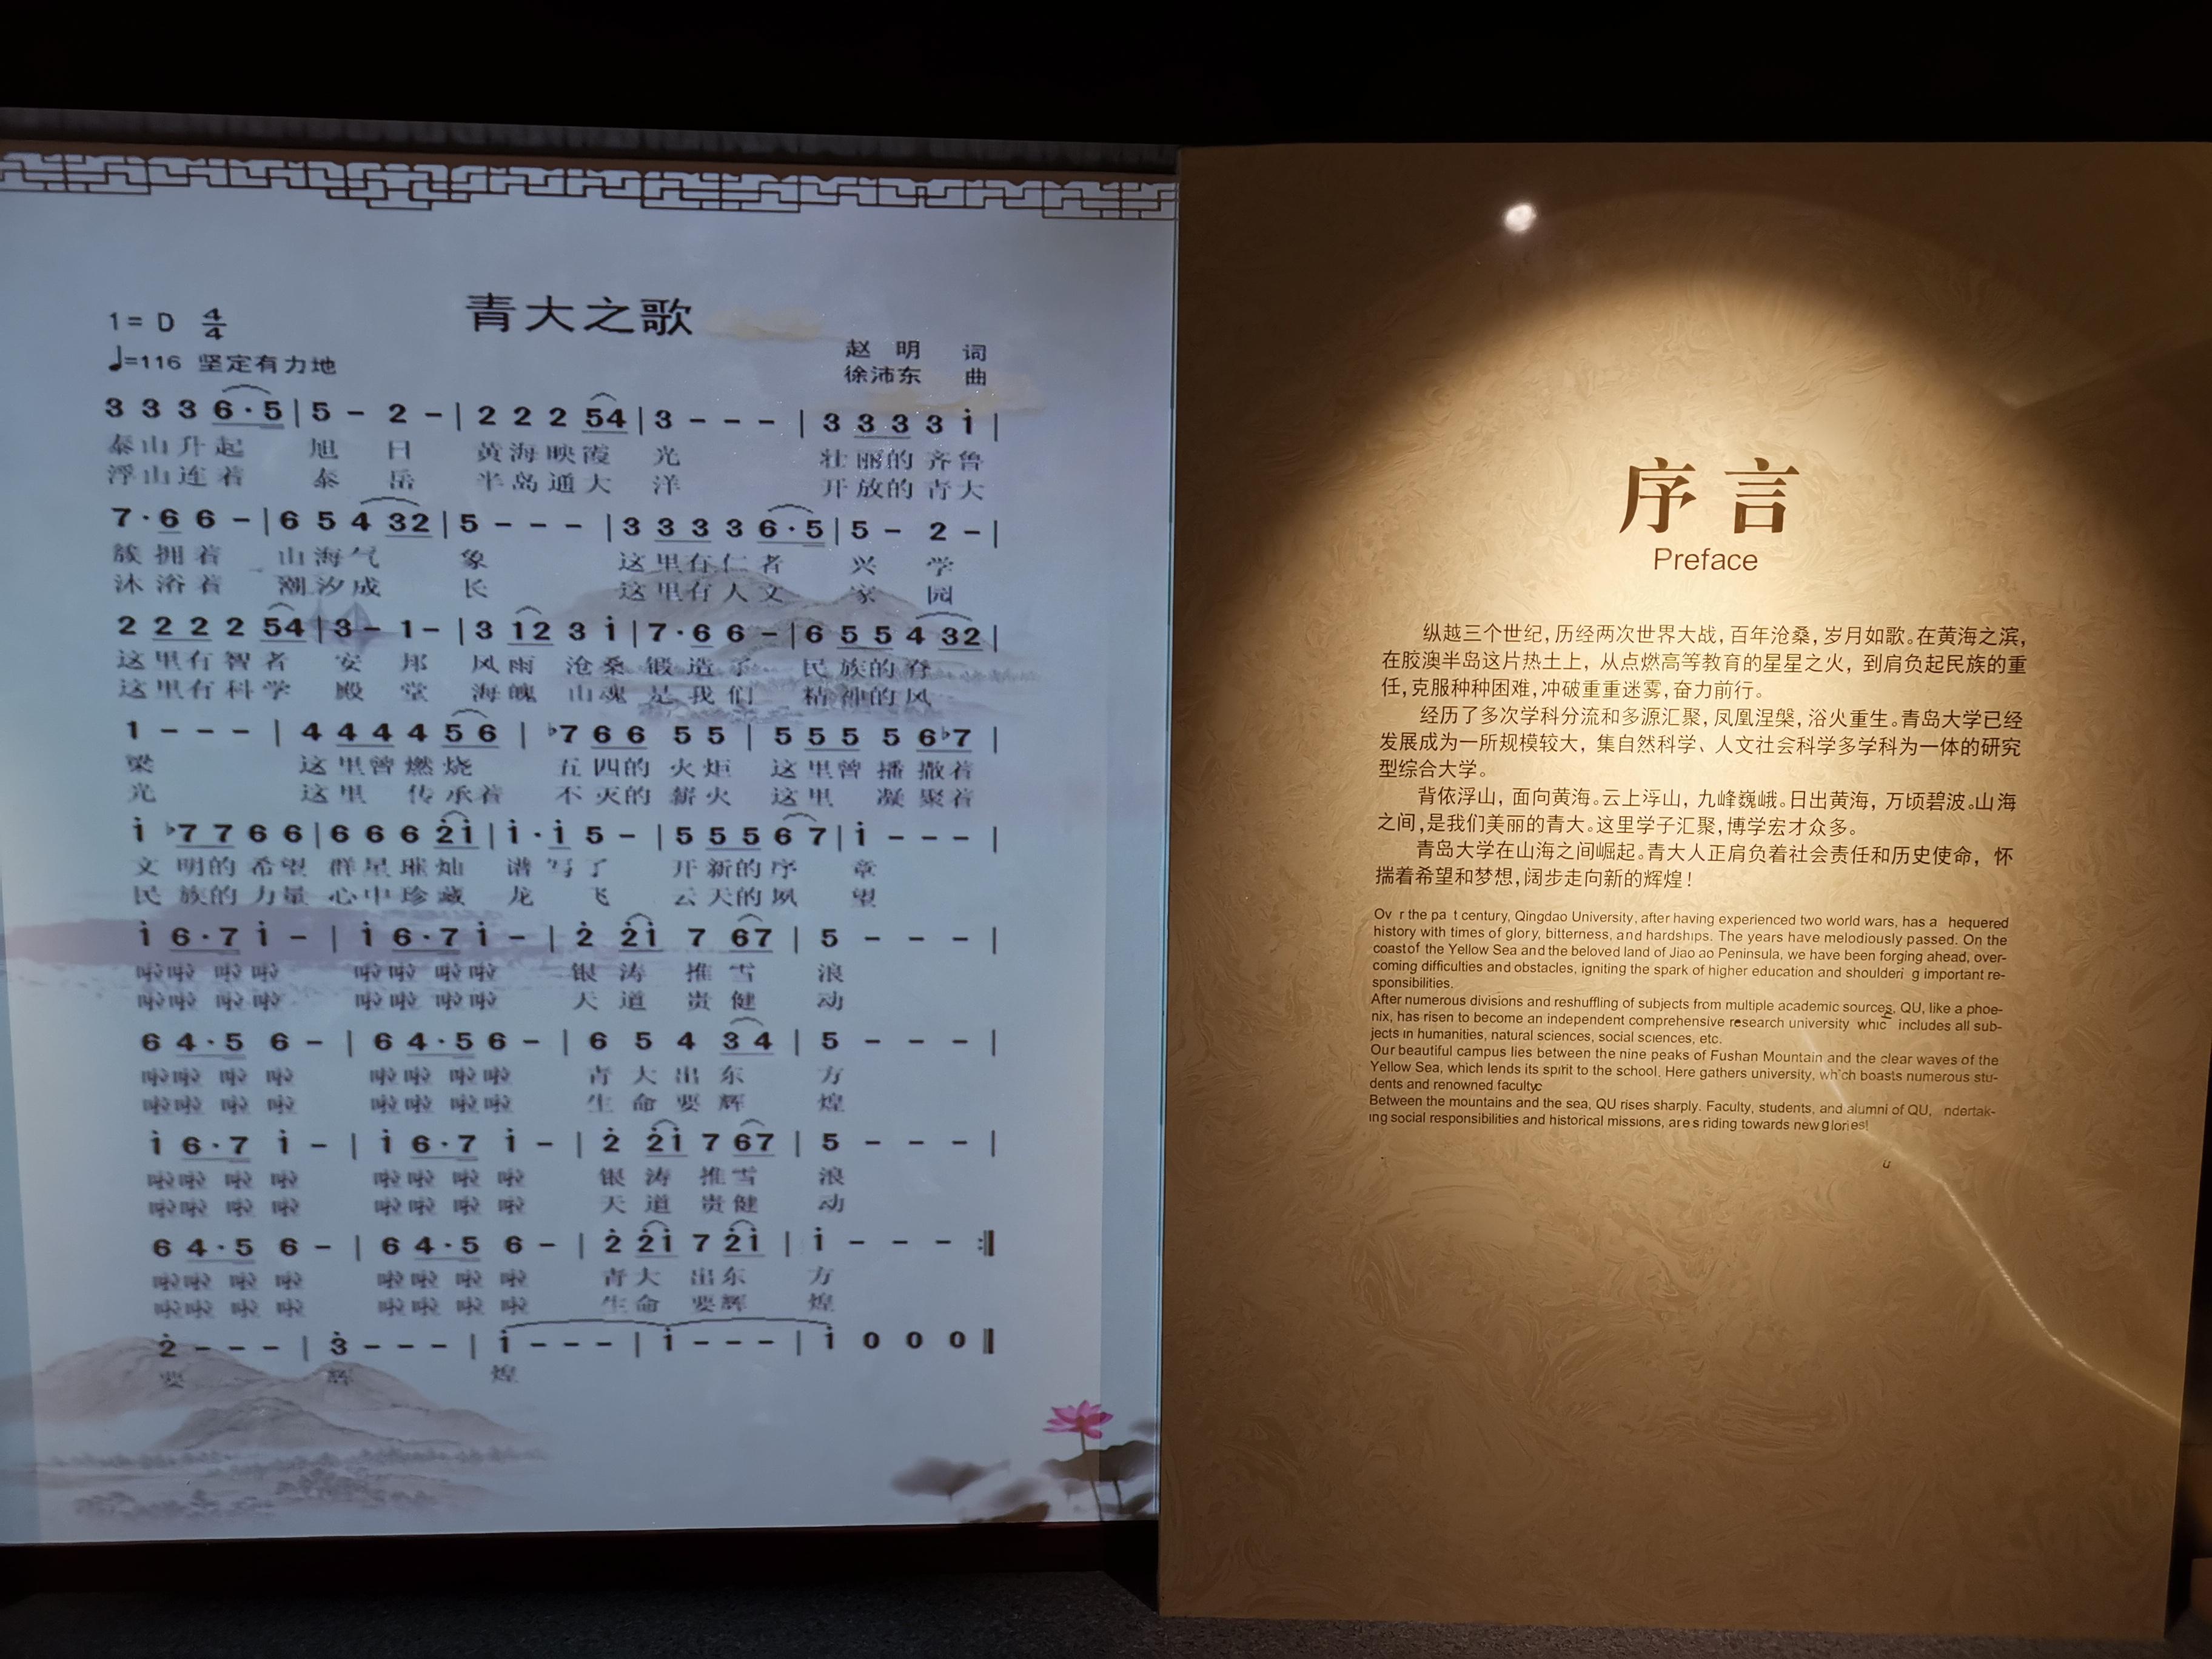 青大之歌
1= D 4/4
♩=116 坚定有力地
赵 明 词
徐沛东 曲
3 3 3 6·5 | 5 – 2 – | 2 2 2 54 | 3 – – – | 3 3 3 3 i |
泰山升起 旭 日 黄海映霞 光 壮丽的齐鲁
浮山连着 泰 岳 半岛通大 洋 开放的青大
7·6 6 – | 6 5 4 32 | 5 – – – | 3 3 3 3 6·5 | 5 – 2 – |
簇拥着 山海气 象 这里有仁者 兴 学
沐浴着 潮汐成 长 这里有人文 家 园
2 2 2 2 54 | 3 – 1 – | 3 12 3 i | 7·6 6 – | 6 5 5 4 32 |
这里有智者 安 邦 风雨 沧桑 锻造了 民族的脊
这里有科学 殿 堂 海魄 山魂 是我们 精神的风
1 – – – | 4 4 4 4 5 6 | ♭7 6 6 5 5 | 5 5 5 5 6♭7 |
梁 这里曾燃烧 五四的火炬 这里曾播撒着
光 这里 传承着 不灭的薪火 这里 凝聚着
i ♭7 7 6 6 | 6 6 6 2i | i·i 5 – | 5 5 5 6 7 | i – – – |
文明的希望 群星璀灿 谱写了 开新的序 章
民族的力量 心中珍藏 龙 飞 云天的夙 望
i 6·7 i – | i 6·7 i – | 2 2i 7 67 | 5 – – – |
啦啦 啦啦 啦啦 啦啦 银涛 推雪 浪
啦啦 啦啦 啦啦 啦啦 天道 贵健 动
6 4·5 6 – | 6 4·5 6 – | 6 5 4 3 4 | 5 – – – |
啦啦 啦 啦 啦啦 啦啦 青大出东 方
啦啦 啦 啦 啦啦 啦啦 生命要辉 煌
i 6·7 i – | i 6·7 i – | 2 2i 7 67 | 5 – – – |
啦啦 啦 啦 啦啦 啦 啦 银涛 推雪 浪
啦啦 啦 啦 啦啦 啦 啦 天道 贵健 动
6 4·5 6 – | 6 4·5 6 – | 2 2i 7 2i | i – – – :‖
啦啦 啦 啦 啦啦 啦 啦 青大 出东 方
啦啦 啦 啦 啦啦 啦 啦 生命 要辉 煌
2 – – – | 3 – – – | i – – – | i – – – | i 0 0 0 ‖
要 辉 煌
序言
Preface
纵越三个世纪,历经两次世界大战,百年沧桑,岁月如歌。在黄海之滨,
在胶澳半岛这片热土上,从点燃高等教育的星星之火,到肩负起民族的重
任,克服种种困难,冲破重重迷雾,奋力前行。
经历了多次学科分流和多源汇聚,凤凰涅槃,浴火重生。青岛大学已经
发展成为一所规模较大,集自然科学、人文社会科学多学科为一体的研究
型综合大学。
背依浮山,面向黄海。云上浮山,九峰巍峨。日出黄海,万顷碧波。山海
之间,是我们美丽的青大。这里学子汇聚,博学宏才众多。
青岛大学在山海之间崛起。青大人正肩负着社会责任和历史使命,怀
揣着希望和梦想,阔步走向新的辉煌!
Ov r the pa t century, Qingdao University, after having experienced two world wars, has a hequered
history with times of glory, bitterness, and hardships. The years have melodiously passed. On the
coastof the Yellow Sea and the beloved land of Jiao ao Peninsula, we have been forging ahead, over-
coming difficulties and obstacles, igniting the spark of higher education and shoulderi g important re-
sponsibilities.
After numerous divisions and reshuffling of subjects from multiple academic sources, QU, like a phoe-
nix, has risen to become an independent comprehensive research university whic includes all sub-
jects in humanities, natural sciences, social sciences, etc.
Our beautiful campus lies between the nine peaks of Fushan Mountain and the clear waves of the
Yellow Sea, which lends its spirit to the school. Here gathers university, which boasts numerous stu-
dents and renowned facultyc
Between the mountains and the sea, QU rises sharply. Faculty, students, and alumni of QU, ndertak-
ing social responsibilities and historical missions, are s riding towards new glories!
u